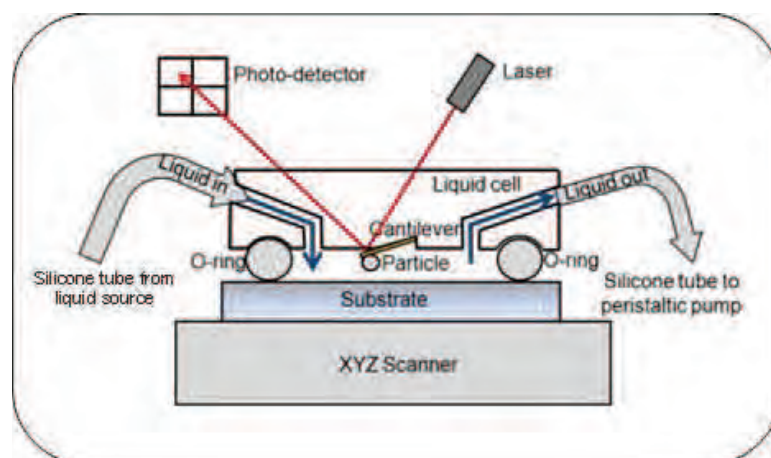 Photo-detector
Laser
Liquid in
Liquid cell
Liquid out
Cantilever
O-ring
Particle
O-ring
Silicone tube from
liquid source
Substrate
Silicone tube to
peristaltic pump
XYZ Scanner